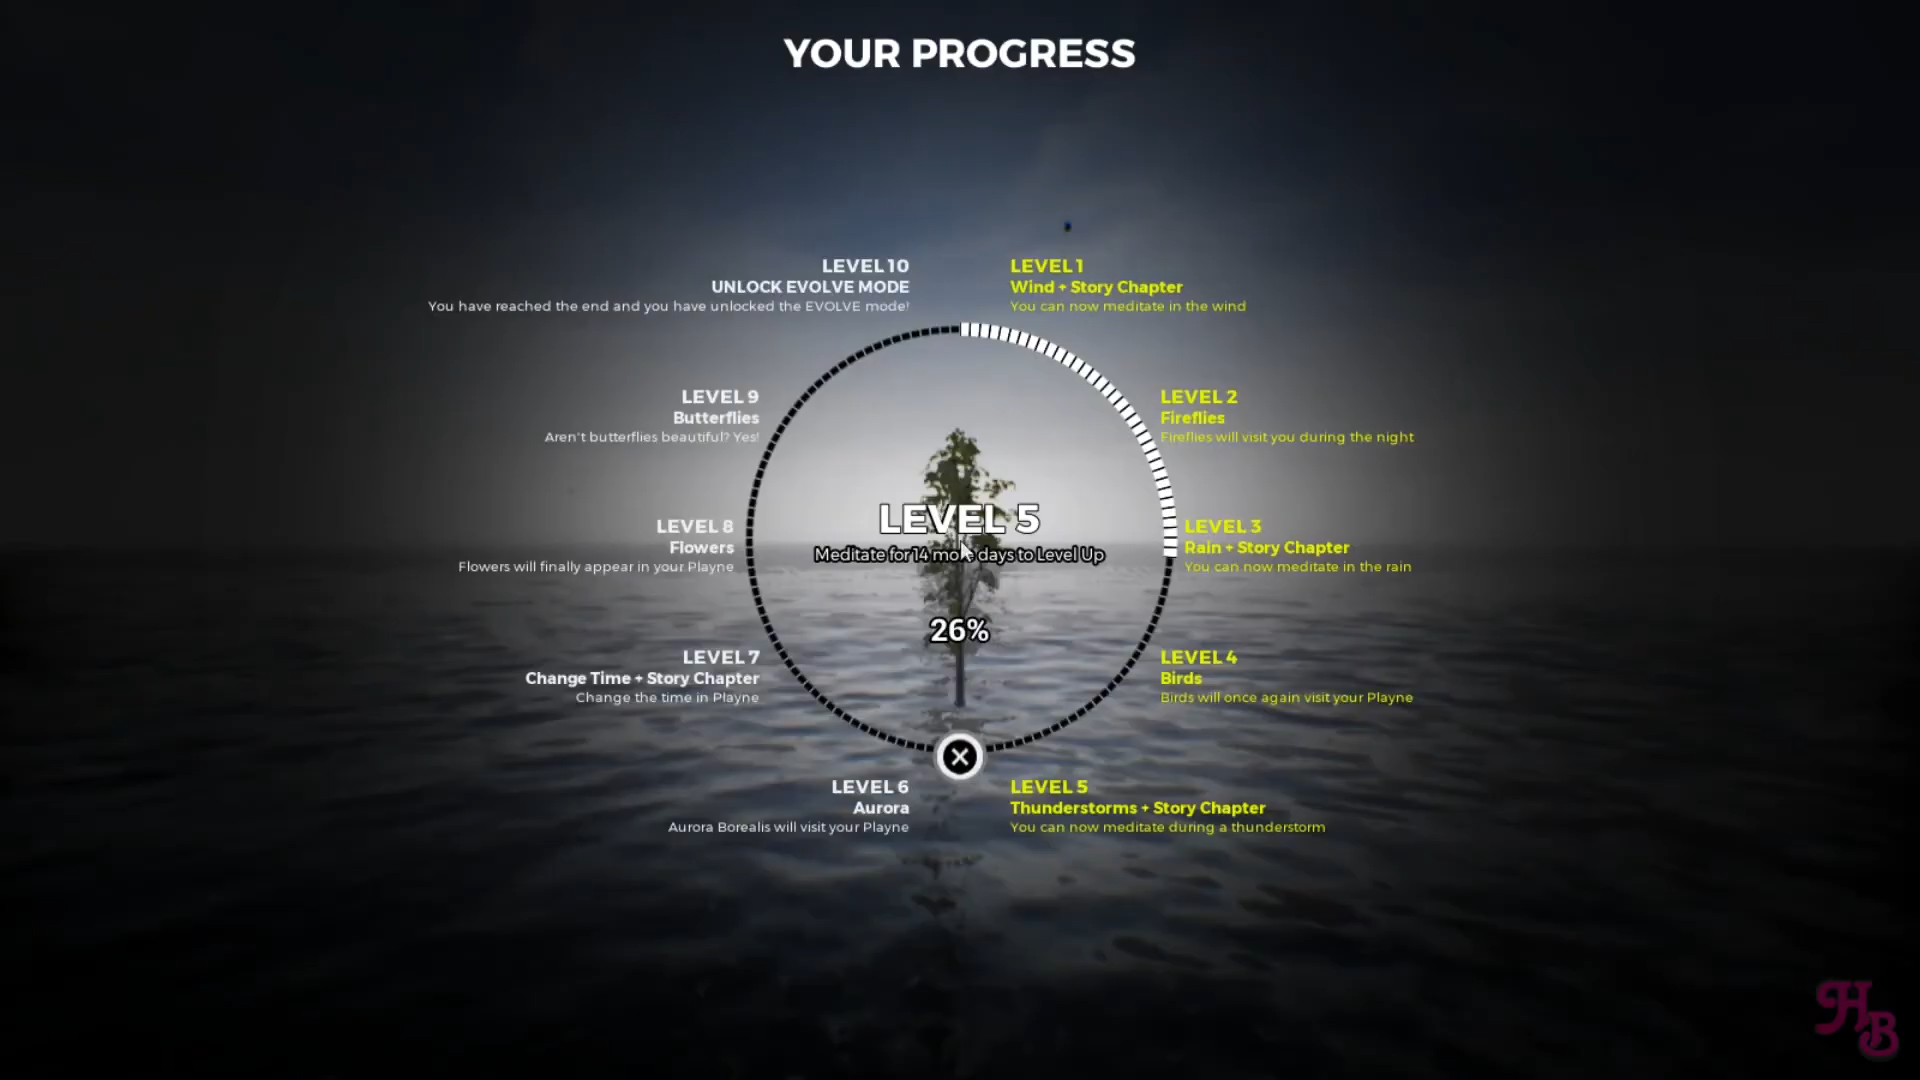 YOUR PROGRESS
LEVEL 10
UNLOCK EVOLVE MODE
You have reached the end and you have unlocked the EVOLVE mode!
LEVEL 1
Wind + Story Chapter
You can now meditate in the wind
LEVEL 9
Butterflies
Aren't butterflies beautiful? Yes!
LEVEL 2
Fireflies
Fireflies will visit you during the night
LEVEL 8
Flowers
Flowers will finally appear in your Playne
LEVEL 5
Meditate for 14 more days to Level Up
26%
LEVEL 3
Rain + Story Chapter
You can now meditate in the rain
LEVEL 7
Change Time + Story Chapter
Change the time in Playne
LEVEL 4
Birds
Birds will once again visit your Playne
LEVEL 6
Aurora
Aurora Borealis will visit your Playne
LEVEL 5
Thunderstorms + Story Chapter
You can now meditate during a thunderstorm
HB